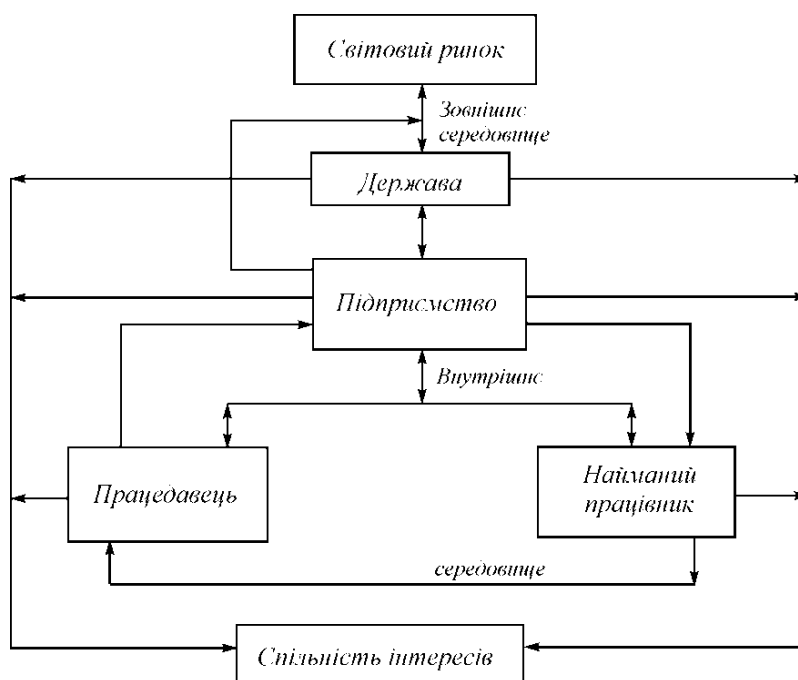 Світовий ринок
Зовнішнє
середовище
Держава
Підприємство
Внутрішнє
Працедавець
Найманий
працівник
середовище
Спільність інтересів